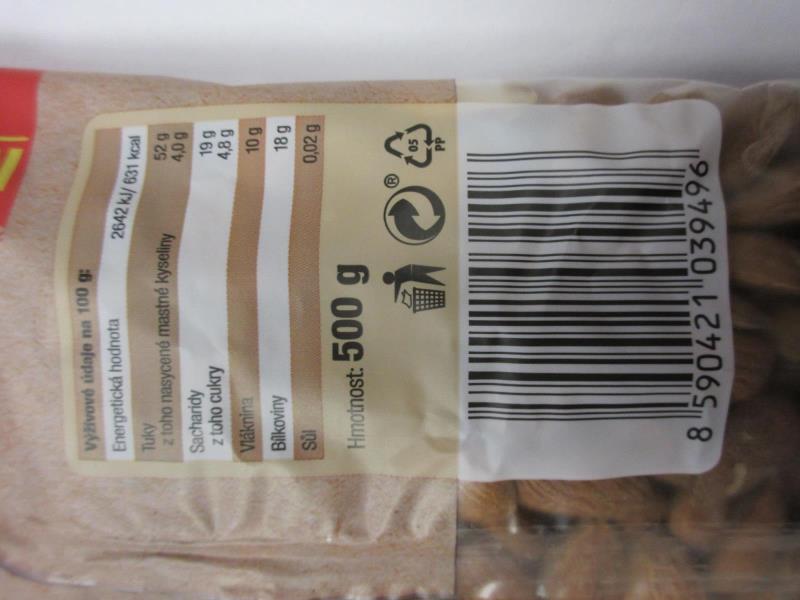 Výživové údaje na 100 g:
Energetická hodnota 2642 kJ/ 631 kcal
Tuky 52 g
z toho nasycené mastné kyseliny 4,0 g
Sacharidy 19 g
z toho cukry 4,8 g
Vláknina 10 g
Bílkoviny 18 g
Sůl 0,02 g
Hmotnost: 500 g
®
05
PP
8 590421 039496